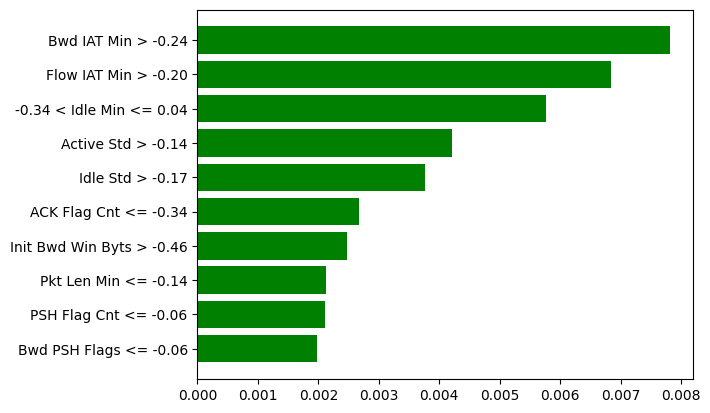 Bwd IAT Min > -0.24
Flow IAT Min > -0.20
-0.34 < Idle Min <= 0.04
Active Std > -0.14
Idle Std > -0.17
ACK Flag Cnt <= -0.34
Init Bwd Win Byts > -0.46
Pkt Len Min <= -0.14
PSH Flag Cnt <= -0.06
Bwd PSH Flags <= -0.06
0.000 0.001 0.002 0.003 0.004 0.005 0.006 0.007 0.008